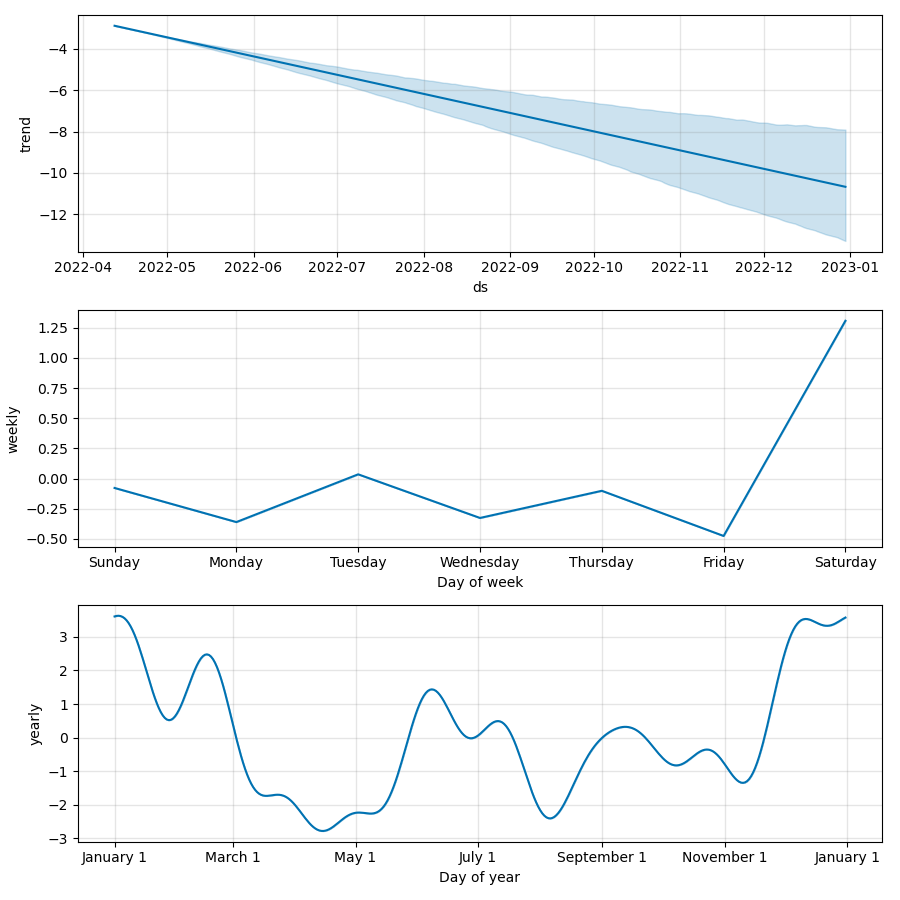 −4
−6
−8
−10
−12
trend
2022-04 2022-05 2022-06 2022-07 2022-08 2022-09 2022-10 2022-11 2022-12 2023-01
ds
1.25
1.00
0.75
0.50
0.25
0.00
−0.25
−0.50
weekly
Sunday Monday Tuesday Wednesday Thursday Friday Saturday
Day of week
3
2
1
0
−1
−2
−3
yearly
January 1 March 1 May 1 July 1 September 1 November 1 January 1
Day of year